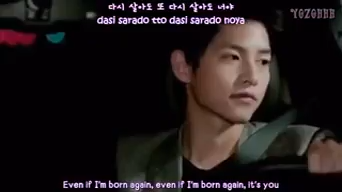 다시 살아도 또 다시 살아도 너야
dasi sarado tto dasi sarado noya
Even if I'm born again, even if I'm born again, it's you